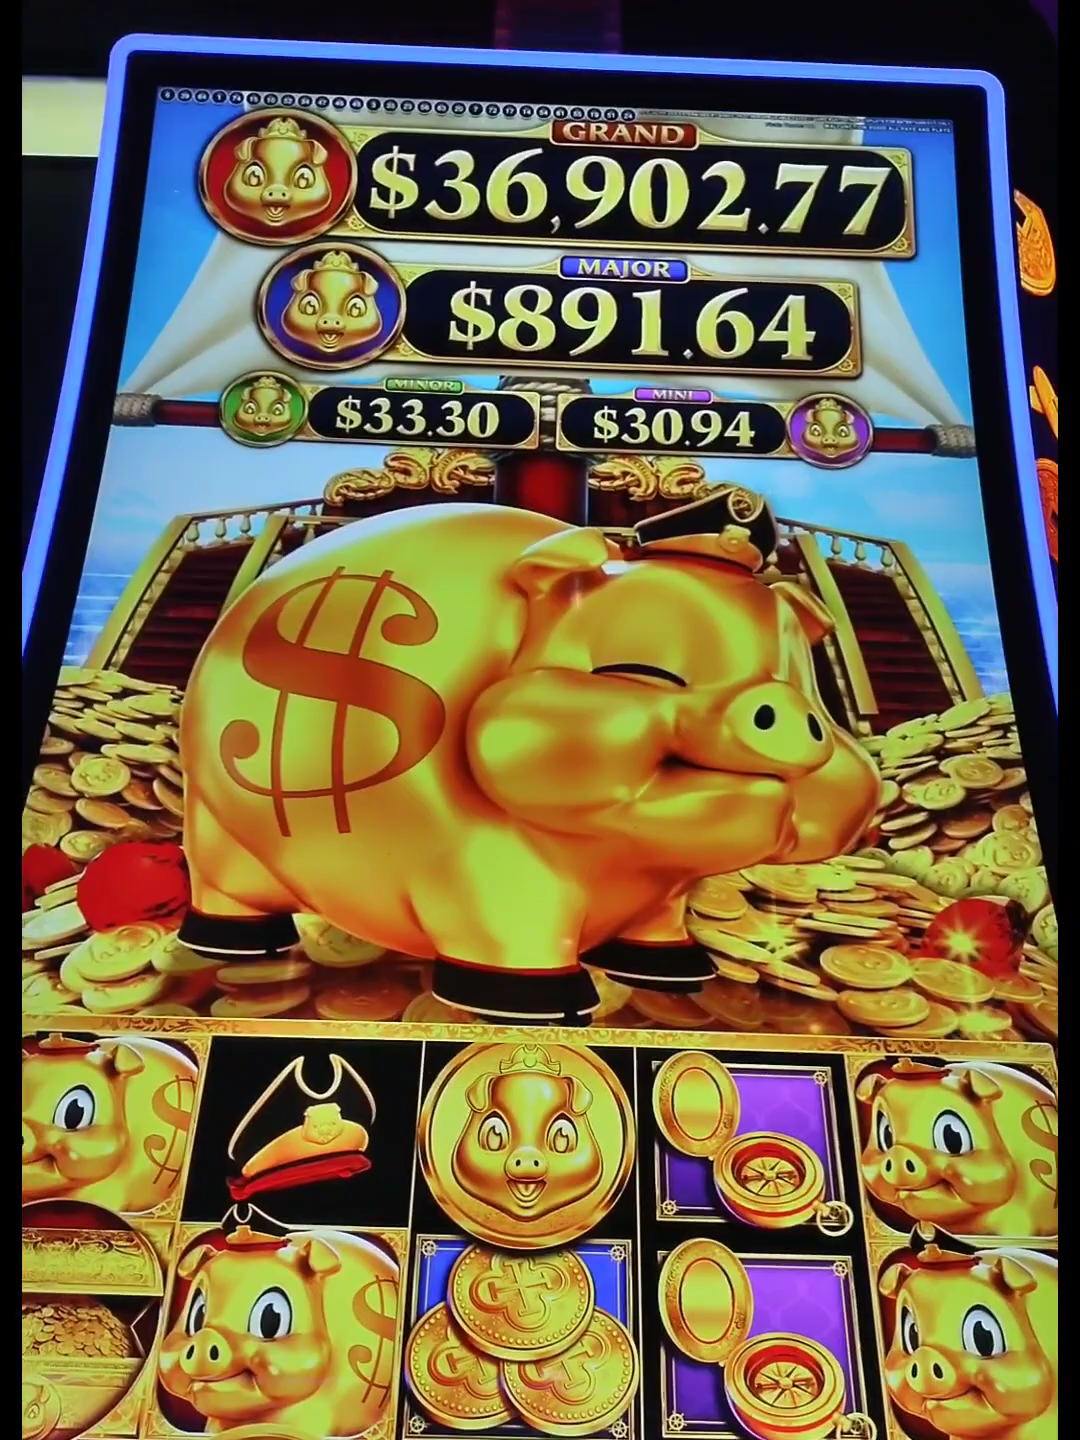 GRAND
$36,902.77
MAJOR
$891.64
MINOR
$33.30
MINI
$30.94
$